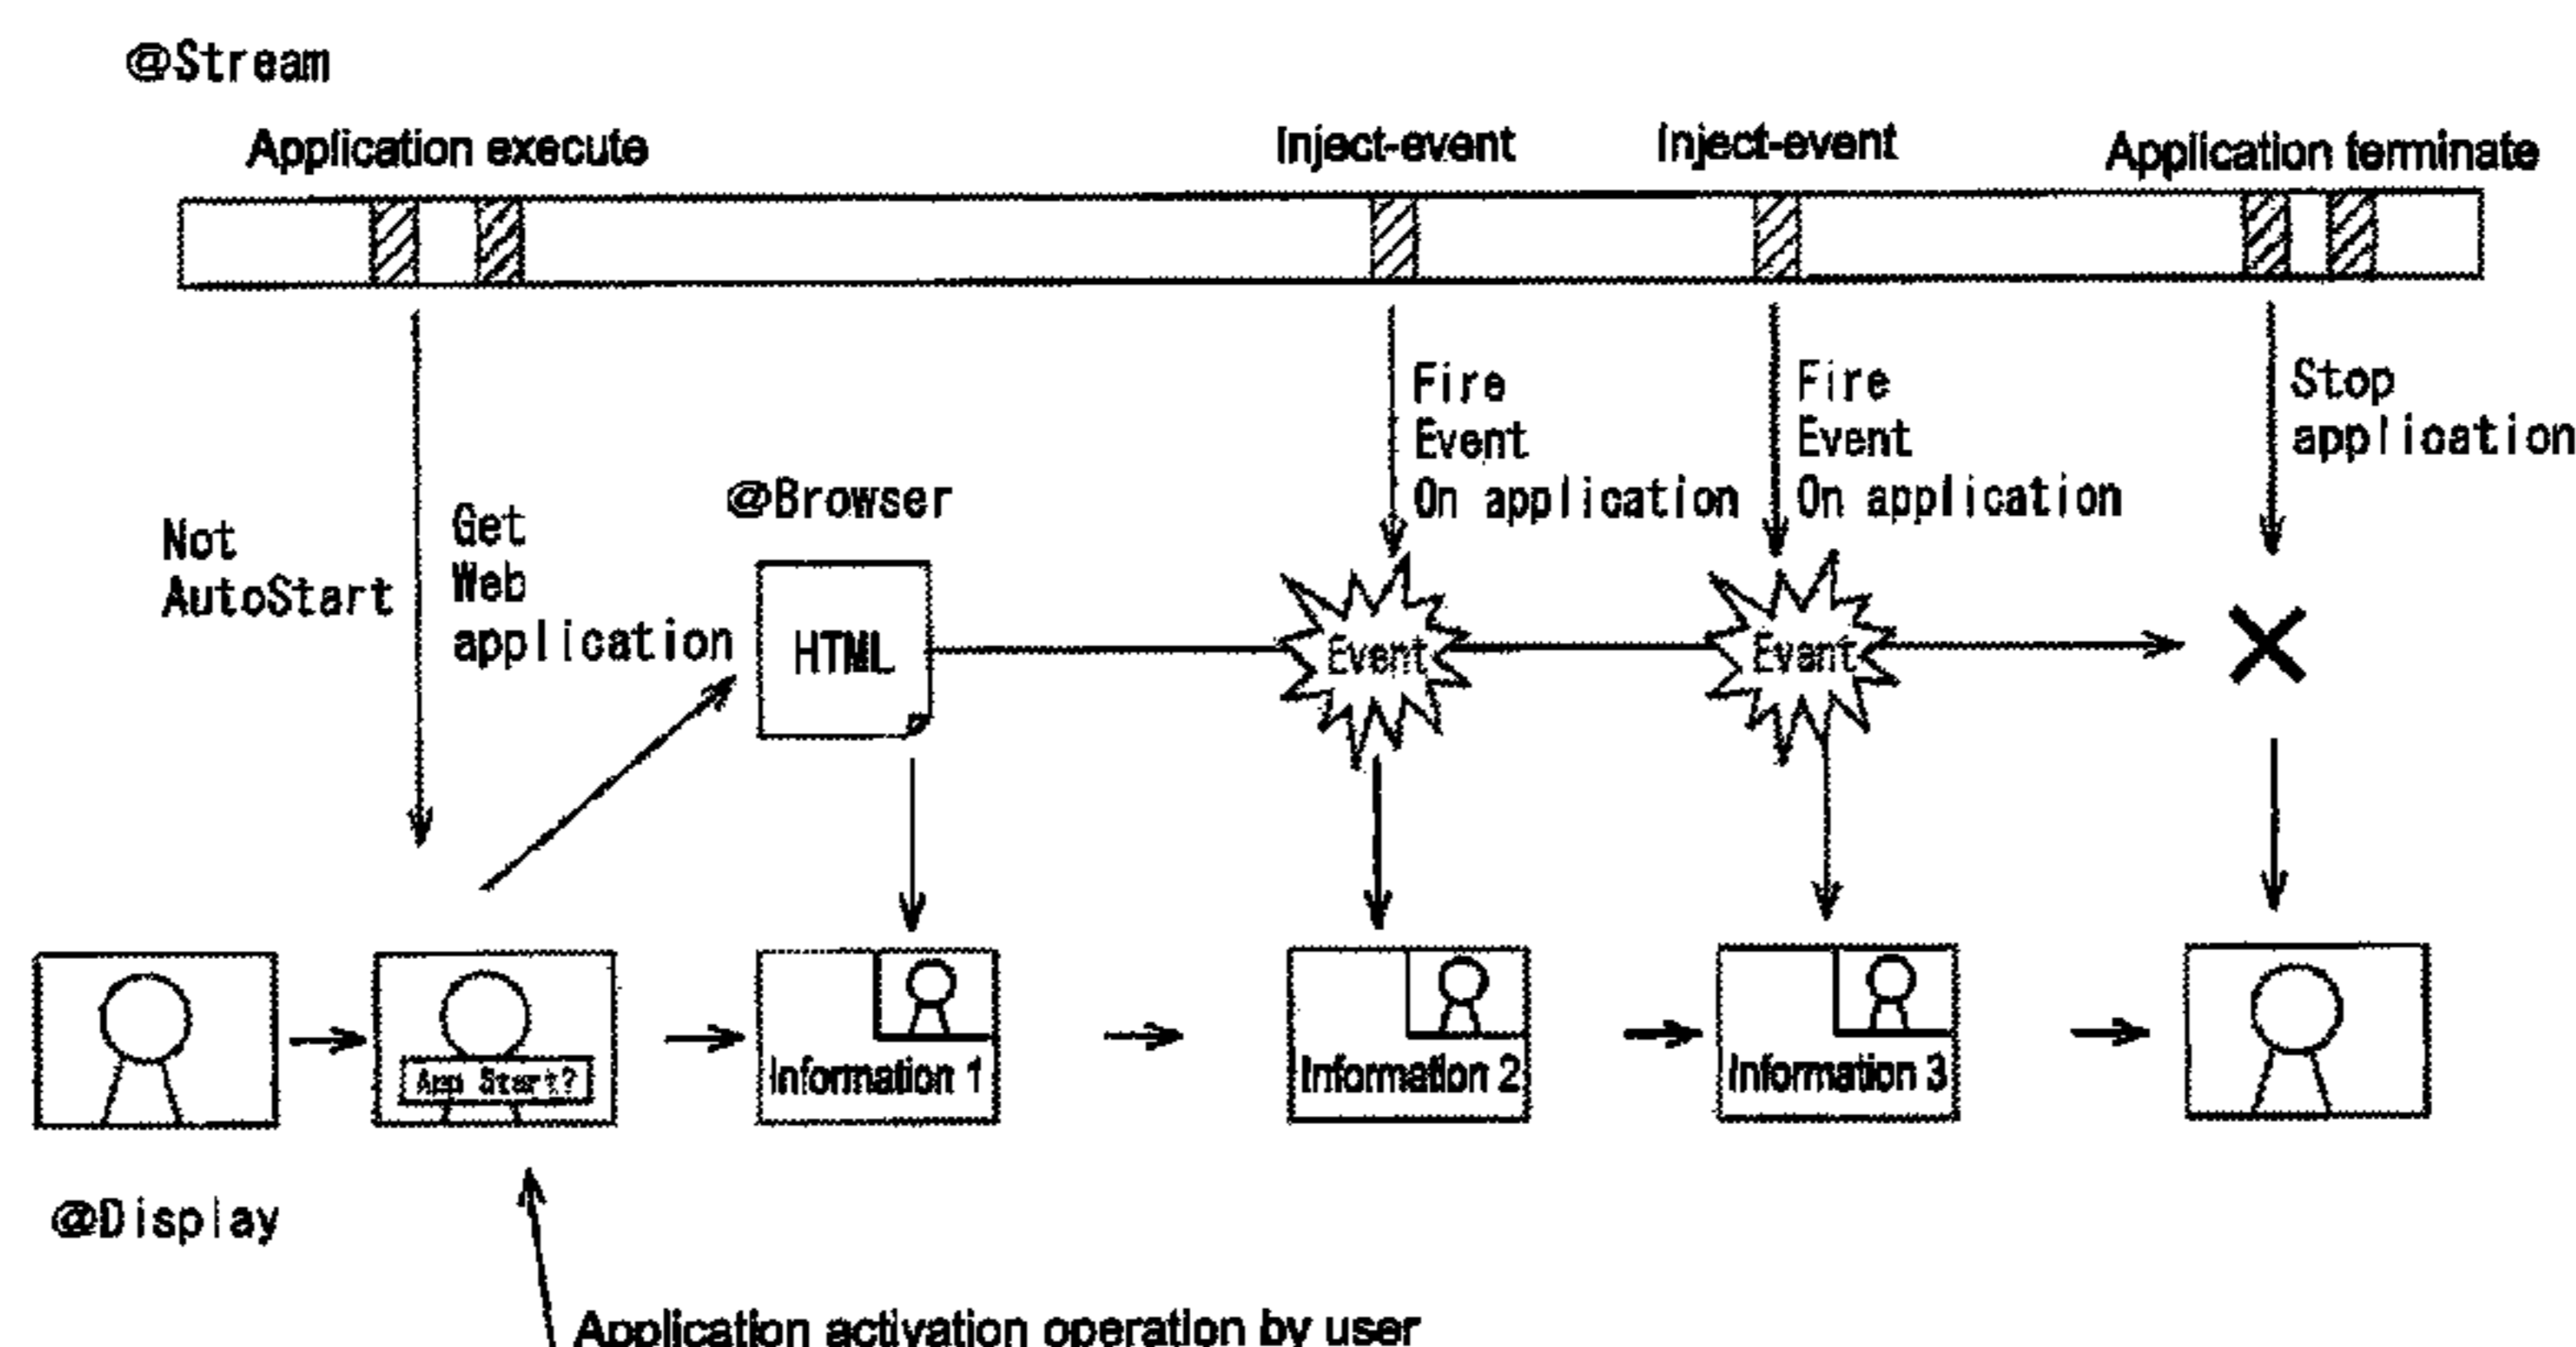 @Stream
Application execute
Inject-event
Inject-event
Application terminate
Fire
Event
On application
Fire
Event
On application
Stop
application
Not
AutoStart
Get
Web
application
@Browser
HTML
Event
Event
App Start?
Information 1
Information 2
Information 3
@Display
Application activation operation by user